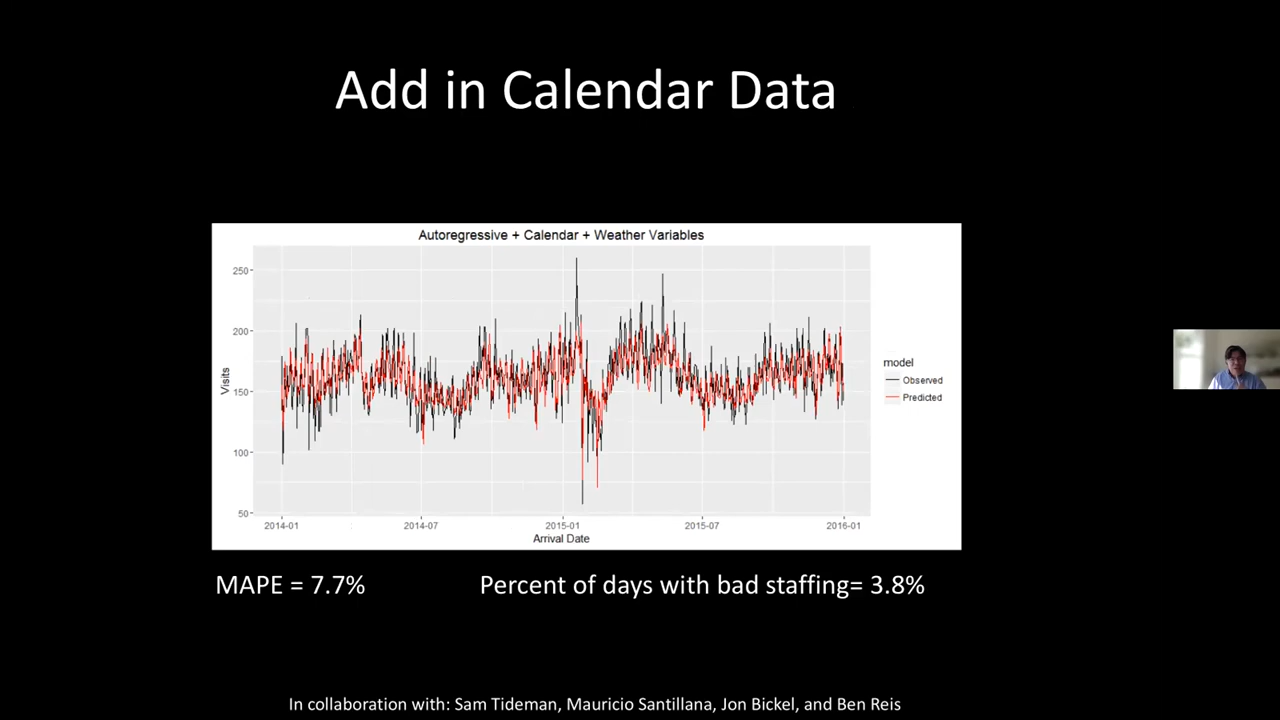 Add in Calendar Data
Autoregressive + Calendar + Weather Variables
250
200
150
100
50
Visits
2014-01
2014-07
2015-01
2015-07
2016-01
Arrival Date
model
Observed
Predicted
MAPE = 7.7%
Percent of days with bad staffing= 3.8%
In collaboration with: Sam Tideman, Mauricio Santillana, Jon Bickel, and Ben Reis